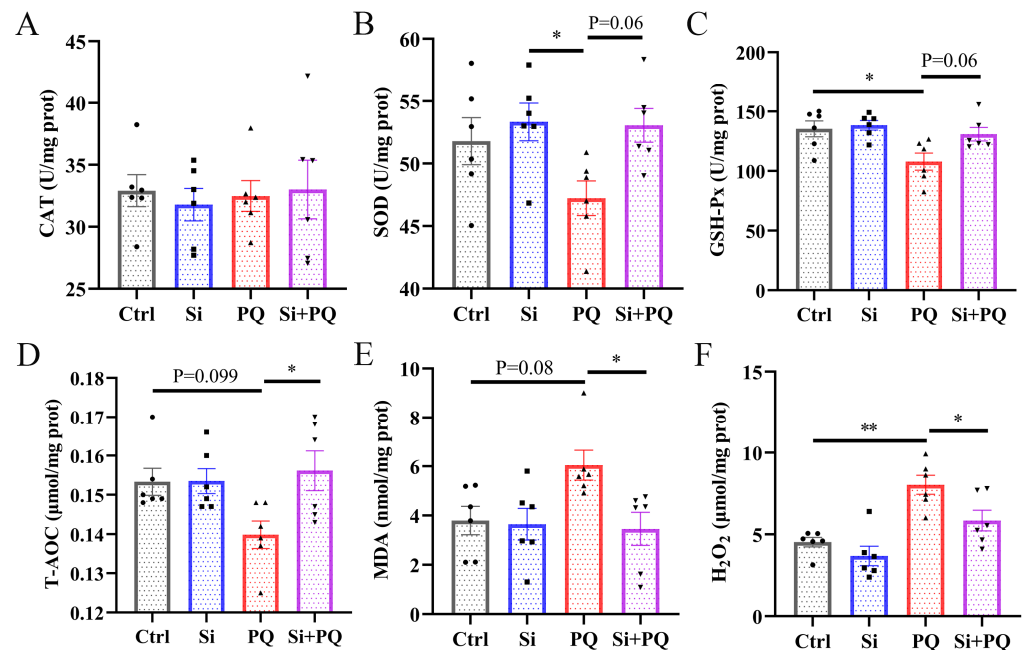 A
CAT (U/mg prot)
45
40
35
30
25
Ctrl Si PQ Si+PQ
B
SOD (U/mg prot)
60
55
50
45
40
*
P=0.06
Ctrl Si PQ Si+PQ
C
GSH-Px (U/mg prot)
200
150
100
50
0
*
P=0.06
Ctrl Si PQ Si+PQ
D
T-AOC (μmol/mg prot)
0.18
0.17
0.16
0.15
0.14
0.13
0.12
P=0.099
*
Ctrl Si PQ Si+PQ
E
MDA (nmol/mg prot)
10
8
6
4
2
0
P=0.08
*
Ctrl Si PQ Si+PQ
F
H₂O₂ (μmol/mg prot)
15
10
5
0
**
*
Ctrl Si PQ Si+PQ